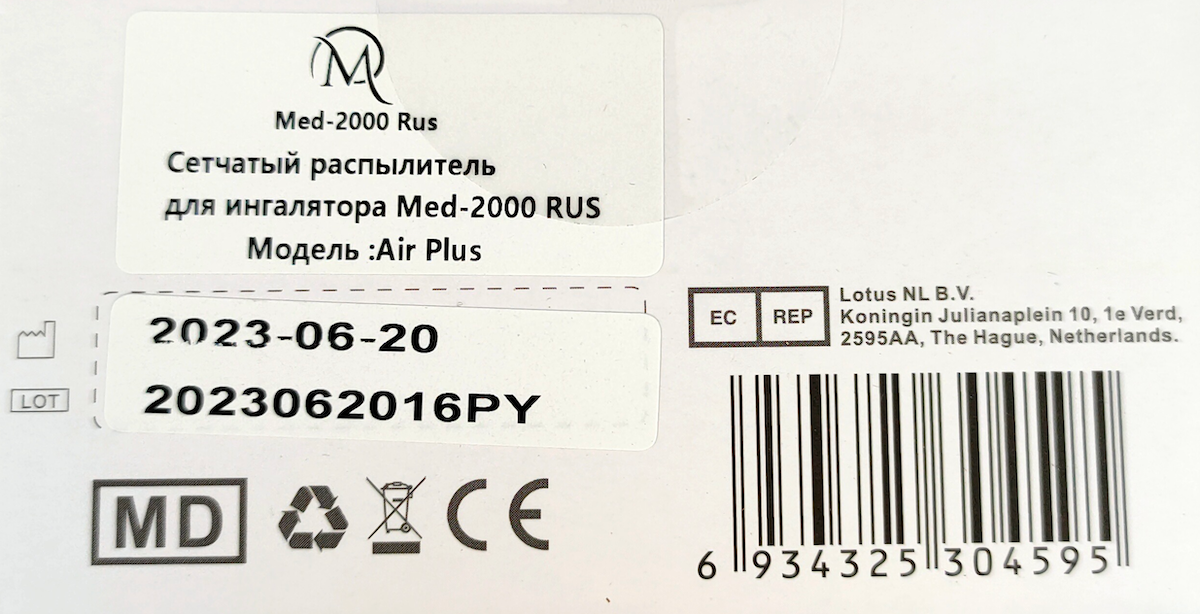 Med-2000 Rus
Сетчатый распылитель
для ингалятора Med-2000 RUS
Модель :Air Plus
2023-06-20
LOT
2023062016PY
EC REP
Lotus NL B.V.
Koningin Julianaplein 10, 1e Verd,
2595AA, The Hague, Netherlands.
MD
CE
6 934325 304595